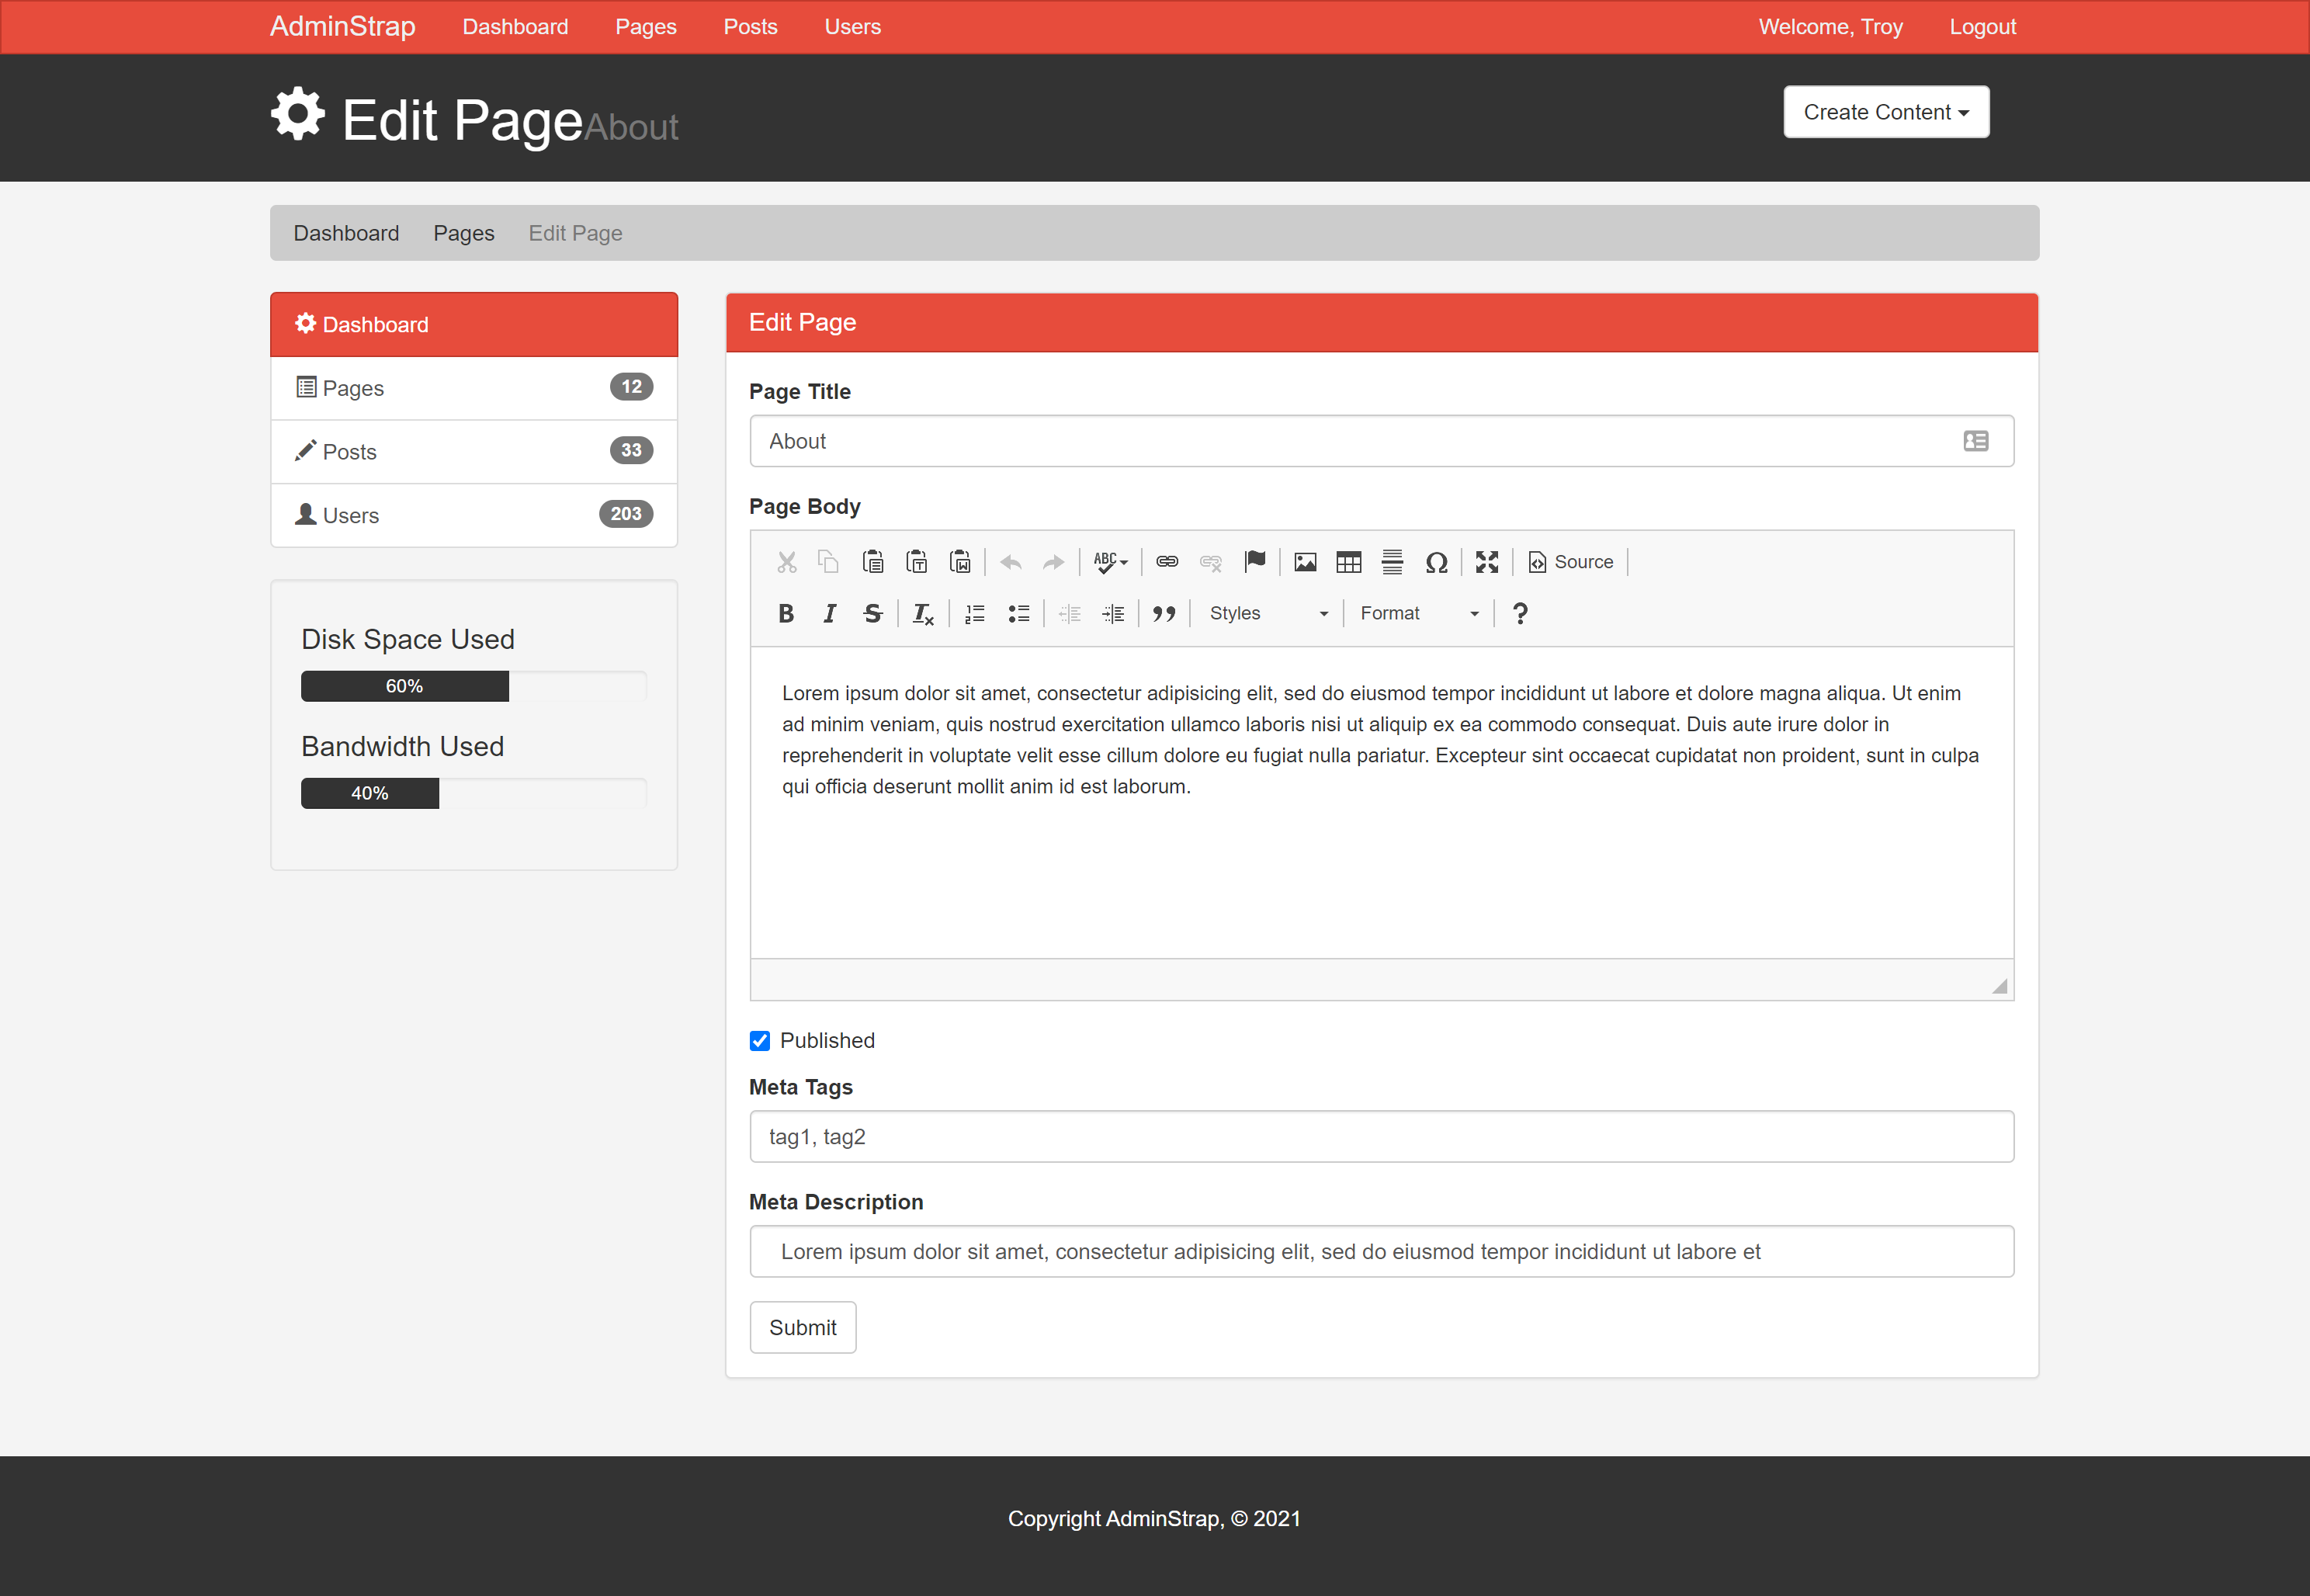 AdminStrap Dashboard Pages Posts Users Welcome, Troy Logout
Edit Page About
Create Content
Dashboard Pages Edit Page
Dashboard
Pages 12
Posts 33
Users 203
Disk Space Used
60%
Bandwidth Used
40%
Edit Page
Page Title
About
Page Body
ABC Source
B I S Styles Format ?
Lorem ipsum dolor sit amet, consectetur adipisicing elit, sed do eiusmod tempor incididunt ut labore et dolore magna aliqua. Ut enim
ad minim veniam, quis nostrud exercitation ullamco laboris nisi ut aliquip ex ea commodo consequat. Duis aute irure dolor in
reprehenderit in voluptate velit esse cillum dolore eu fugiat nulla pariatur. Excepteur sint occaecat cupidatat non proident, sunt in culpa
qui officia deserunt mollit anim id est laborum.
Published
Meta Tags
tag1, tag2
Meta Description
Lorem ipsum dolor sit amet, consectetur adipisicing elit, sed do eiusmod tempor incididunt ut labore et
Submit
Copyright AdminStrap, © 2021